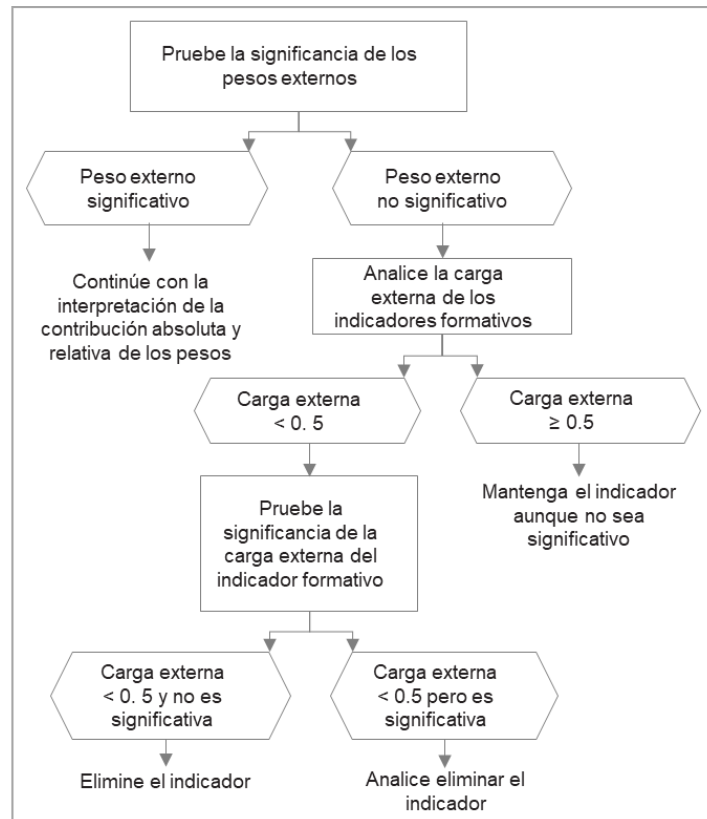 Pruebe la significancia de los
pesos externos
Peso externo
significativo
Peso externo
no significativo
Continúe con la
interpretación de la
contribución absoluta y
relativa de los pesos
Analice la carga
externa de los
indicadores formativos
Carga externa
< 0. 5
Carga externa
≥ 0.5
Pruebe la
significancia de la
carga externa del
indicador formativo
Mantenga el indicador
aunque no sea
significativo
Carga externa
< 0. 5 y no es
significativa
Carga externa
< 0.5 pero es
significativa
Elimine el indicador
Analice eliminar el
indicador